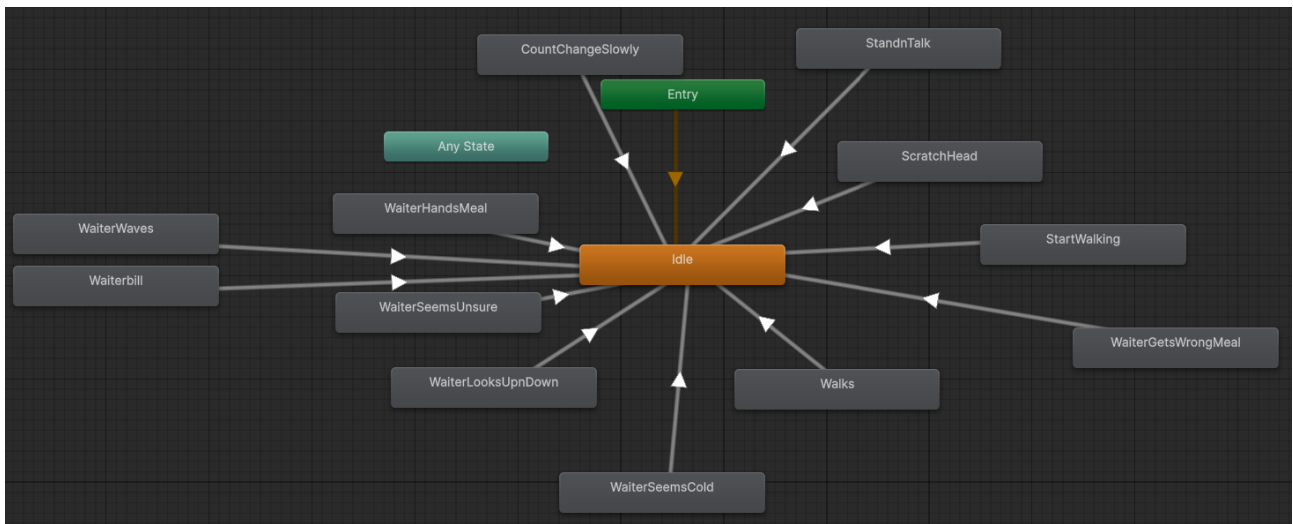 CountChangeSlowly
StandnTalk
Entry
Any State
ScratchHead
WaiterHandsMeal
WaiterWaves
StartWalking
Idle
Waiterbill
WaiterSeemsUnsure
WaiterGetsWrongMeal
WaiterLooksUpnDown
Walks
WaiterSeemsCold